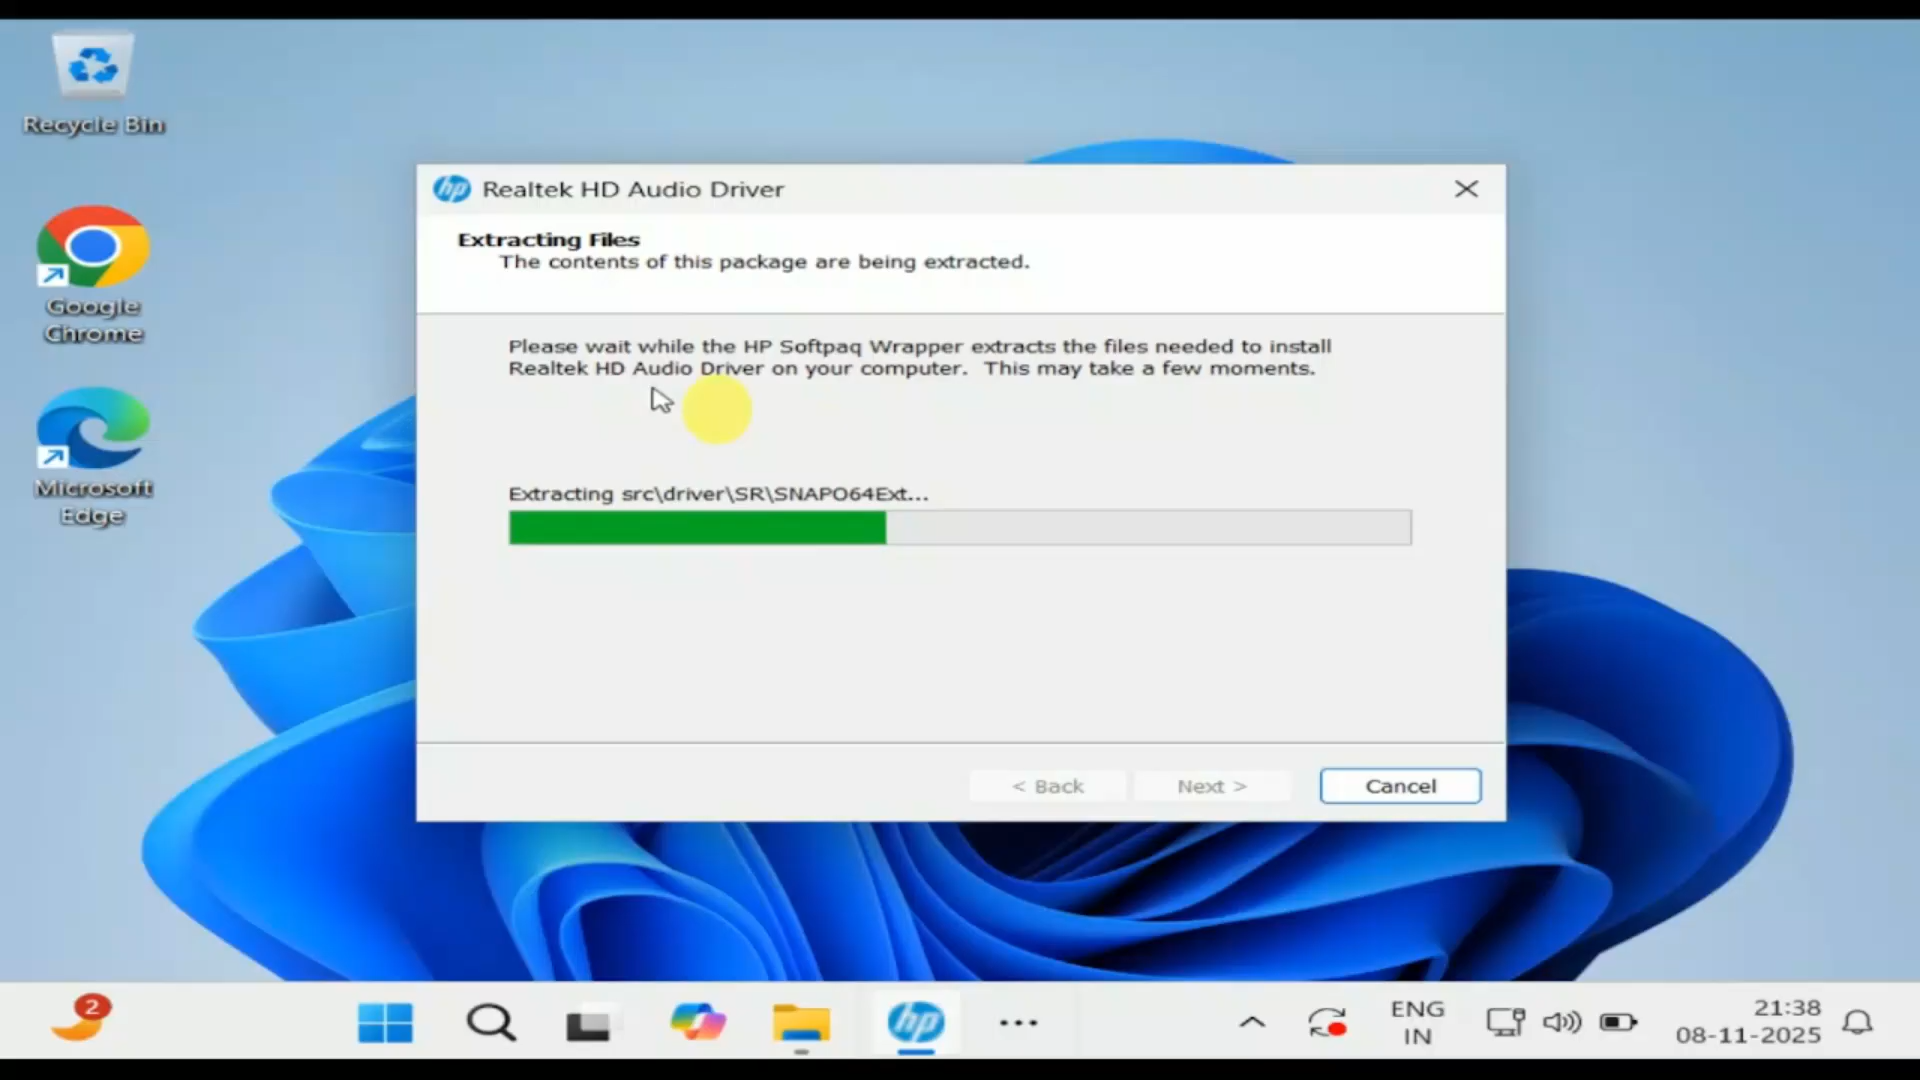 Recycle Bin
Google
Chrome
Microsoft
Edge
hp Realtek HD Audio Driver
Extracting Files
The contents of this package are being extracted.
Please wait while the HP Softpaq Wrapper extracts the files needed to install
Realtek HD Audio Driver on your computer.  This may take a few moments.
Extracting src\driver\SR\SNAPO64Ext...
< Back
Next >
Cancel
2
hp
ENG
IN
21:38
08-11-2025